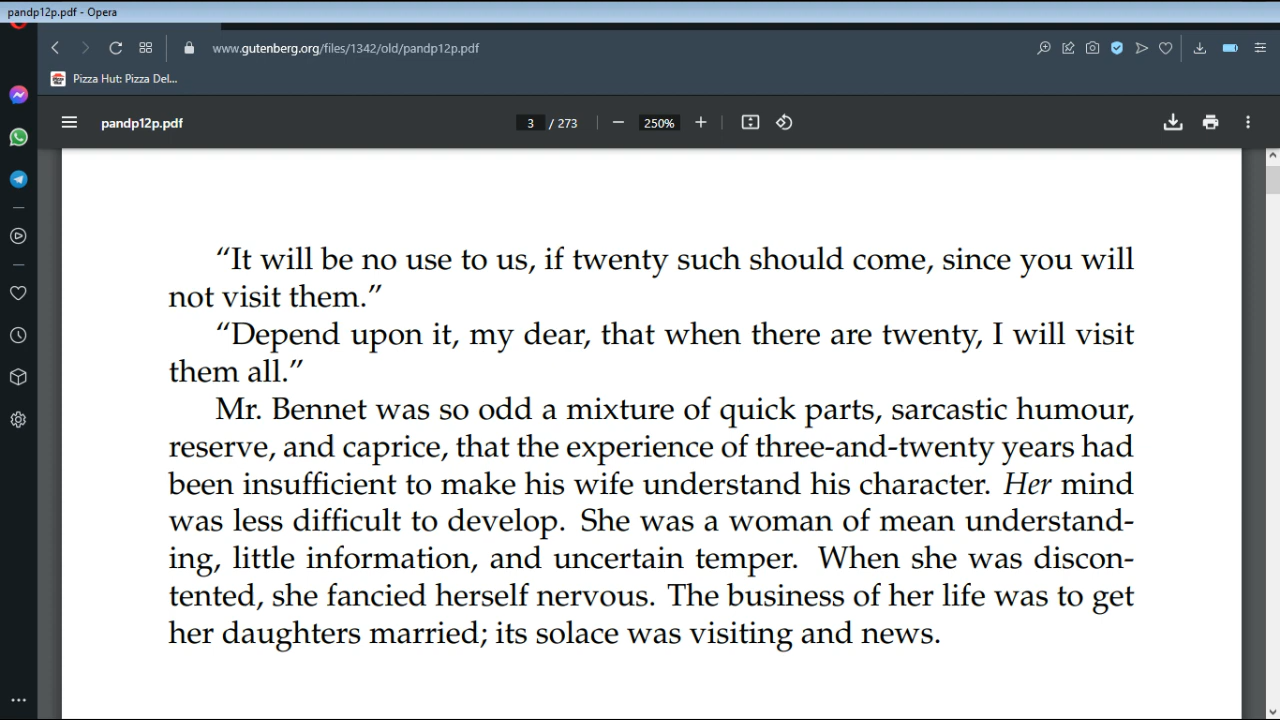 pandp12p.pdf - Opera
www.gutenberg.org/files/1342/old/pandp12p.pdf
Pizza Hut: Pizza Del...
pandp12p.pdf
3 / 273
250%
“It will be no use to us, if twenty such should come, since you will
not visit them.”
“Depend upon it, my dear, that when there are twenty, I will visit
them all.”
Mr. Bennet was so odd a mixture of quick parts, sarcastic humour,
reserve, and caprice, that the experience of three-and-twenty years had
been insufficient to make his wife understand his character. Her mind
was less difficult to develop. She was a woman of mean understand-
ing, little information, and uncertain temper. When she was discon-
tented, she fancied herself nervous. The business of her life was to get
her daughters married; its solace was visiting and news.